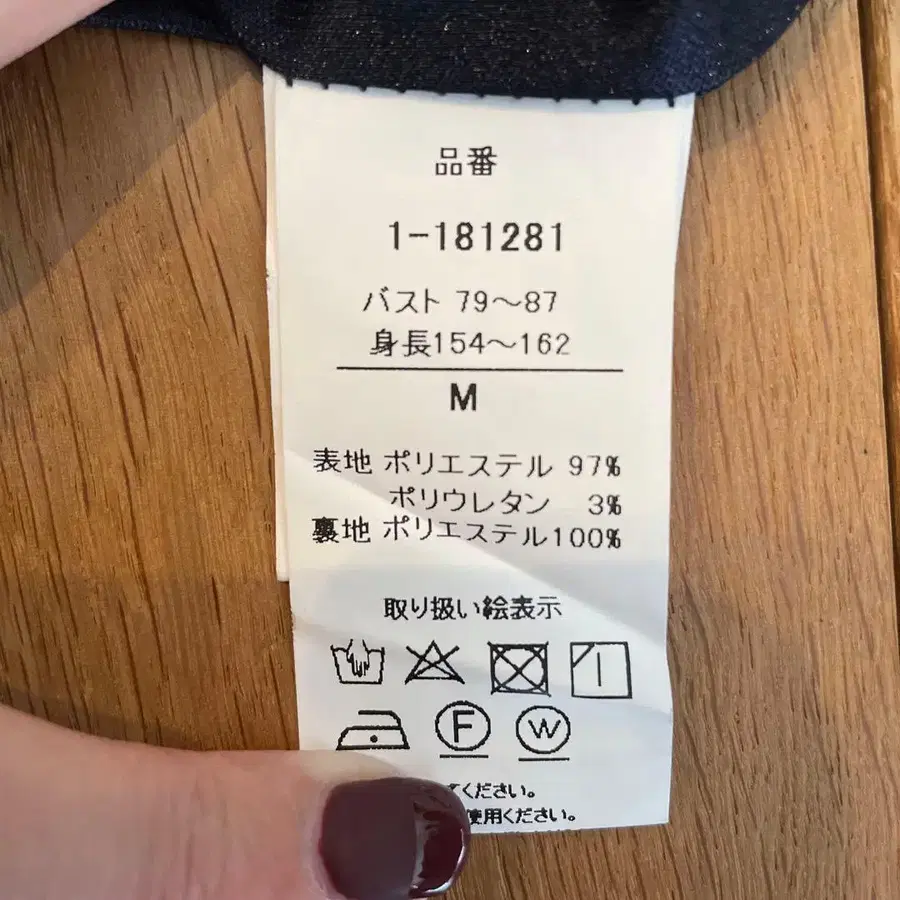 品番
1-181281
バスト 79～87
身長154～162
M
表地 ポリエステル 97%
ポリウレタン 3%
裏地 ポリエステル100%
取り扱い絵表示
F W
ください。
使用ください。